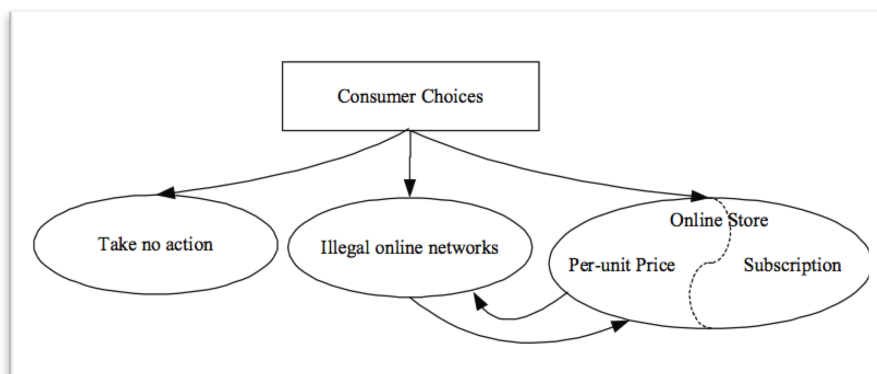 Consumer Choices
Take no action
Illegal online networks
Online Store
Per-unit Price
Subscription